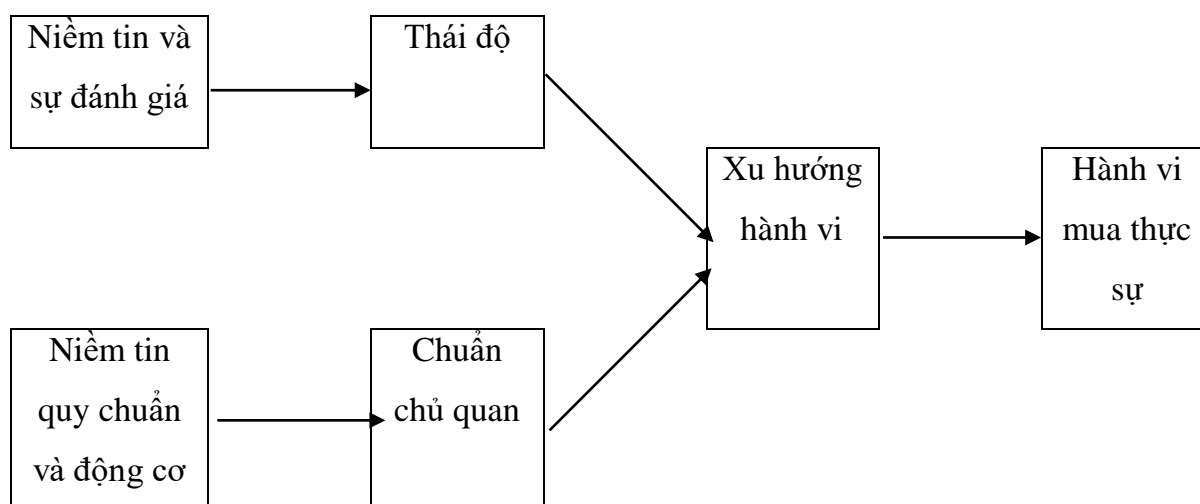 Niềm tin và
sự đánh giá
Thái độ
Xu hướng
hành vi
Hành vi
mua thực
sự
Niềm tin
quy chuẩn
và động cơ
Chuẩn
chủ quan